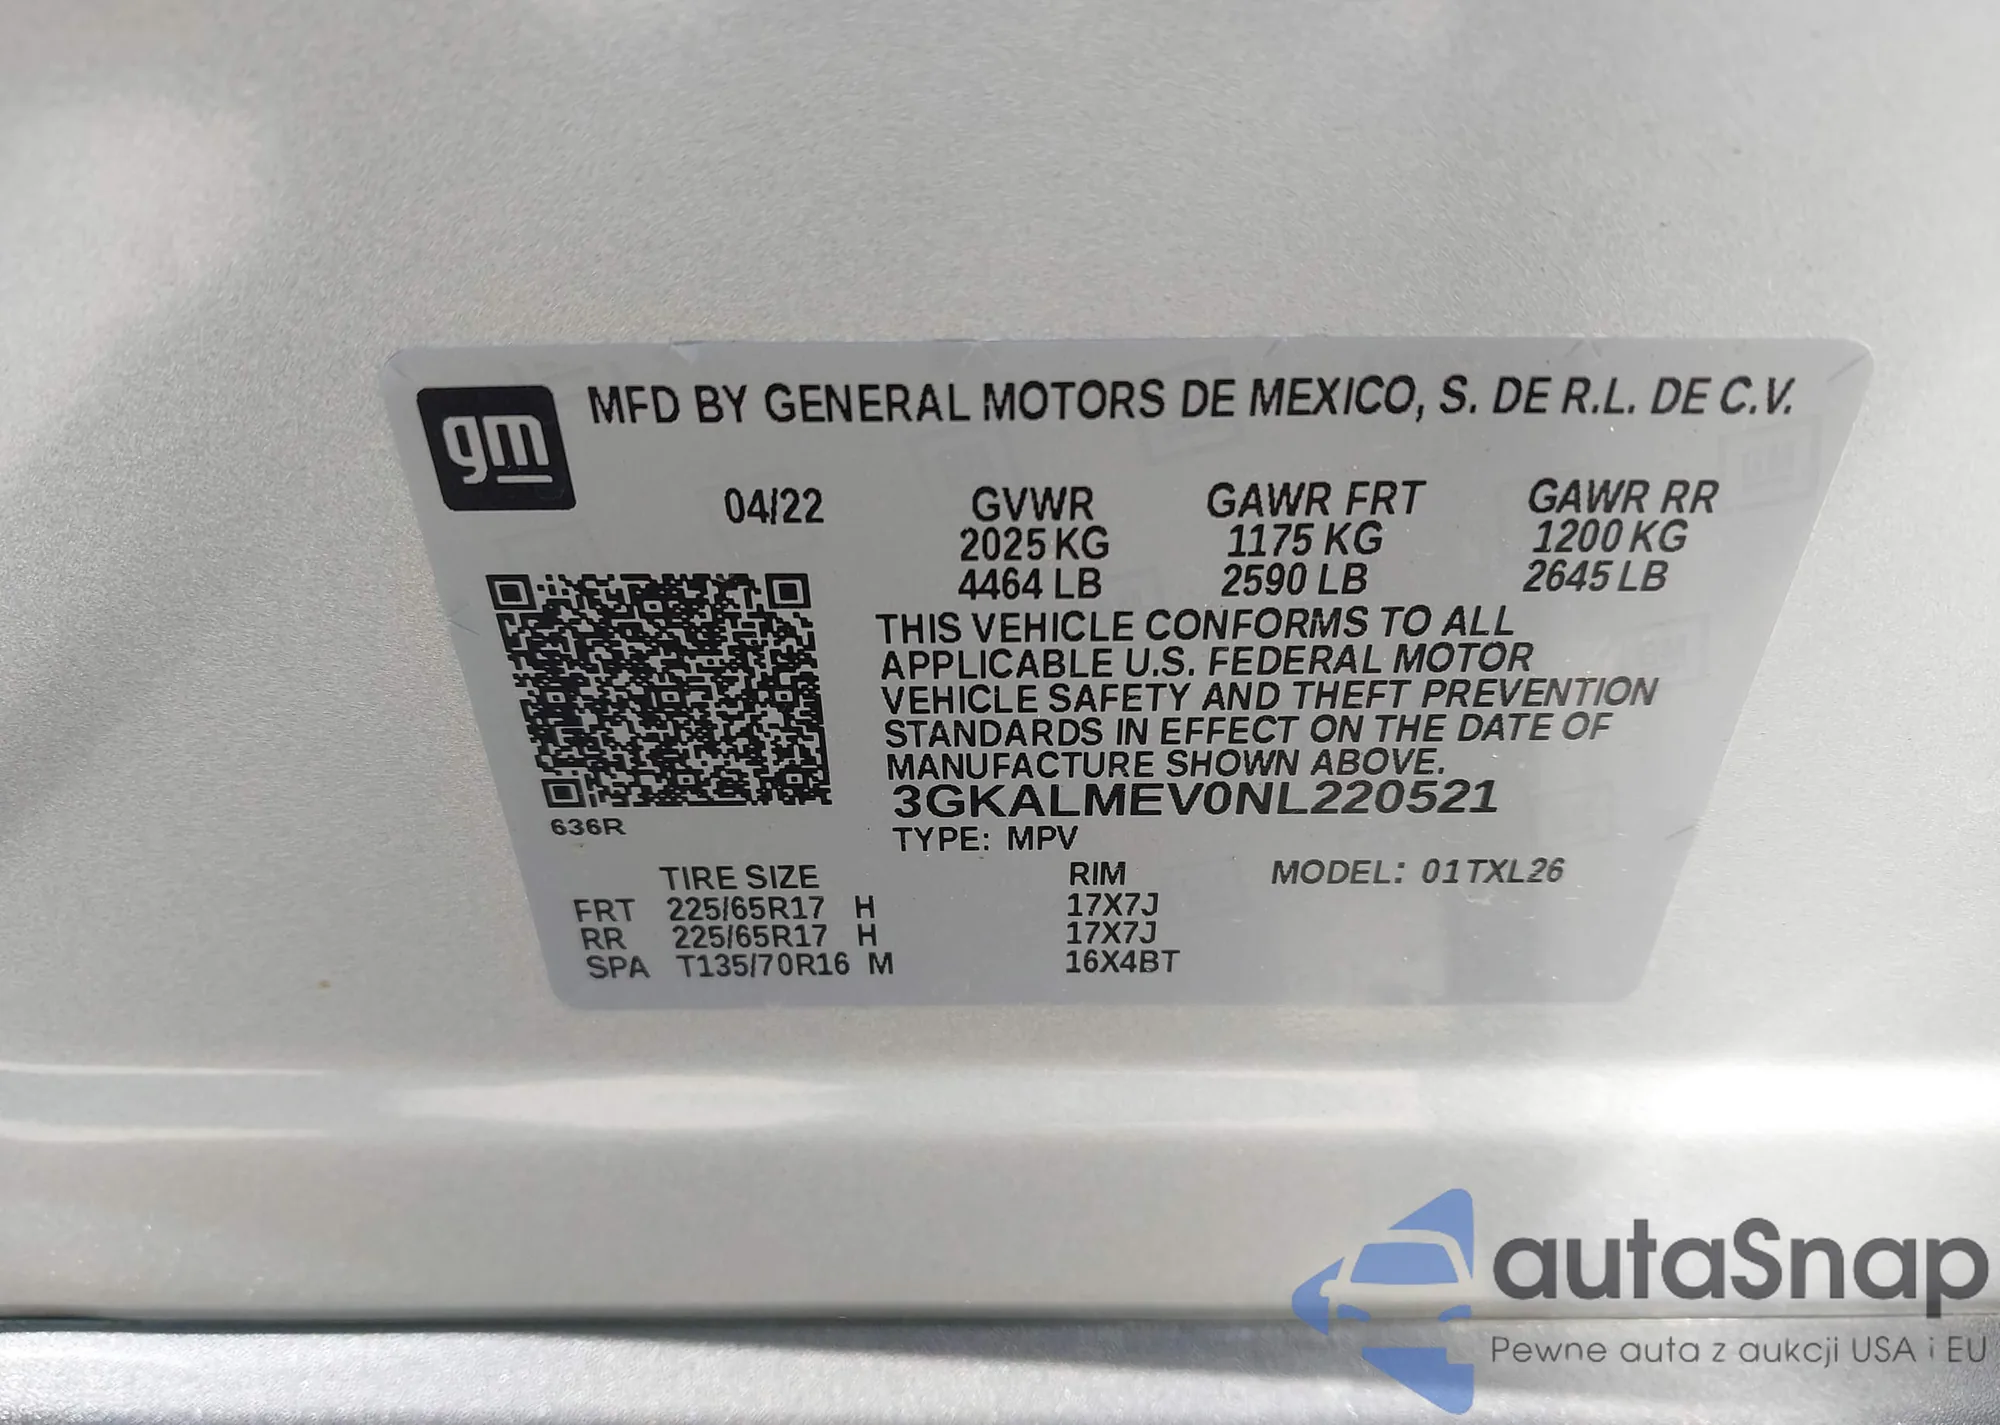 gm
MFD BY GENERAL MOTORS DE MEXICO, S. DE R.L. DE C.V.
04/22 GVWR GAWR FRT GAWR RR
2025 KG 1175 KG 1200 KG
4464 LB 2590 LB 2645 LB
THIS VEHICLE CONFORMS TO ALL
APPLICABLE U.S. FEDERAL MOTOR
VEHICLE SAFETY AND THEFT PREVENTION
STANDARDS IN EFFECT ON THE DATE OF
MANUFACTURE SHOWN ABOVE.
3GKALMEV0NL220521
636R
TYPE: MPV
TIRE SIZE RIM MODEL: 01TXL26
FRT 225/65R17 H 17X7J
RR 225/65R17 H 17X7J
SPA T135/70R16 M 16X4BT
autaSnap
Pewne auta z aukcji USA i EU